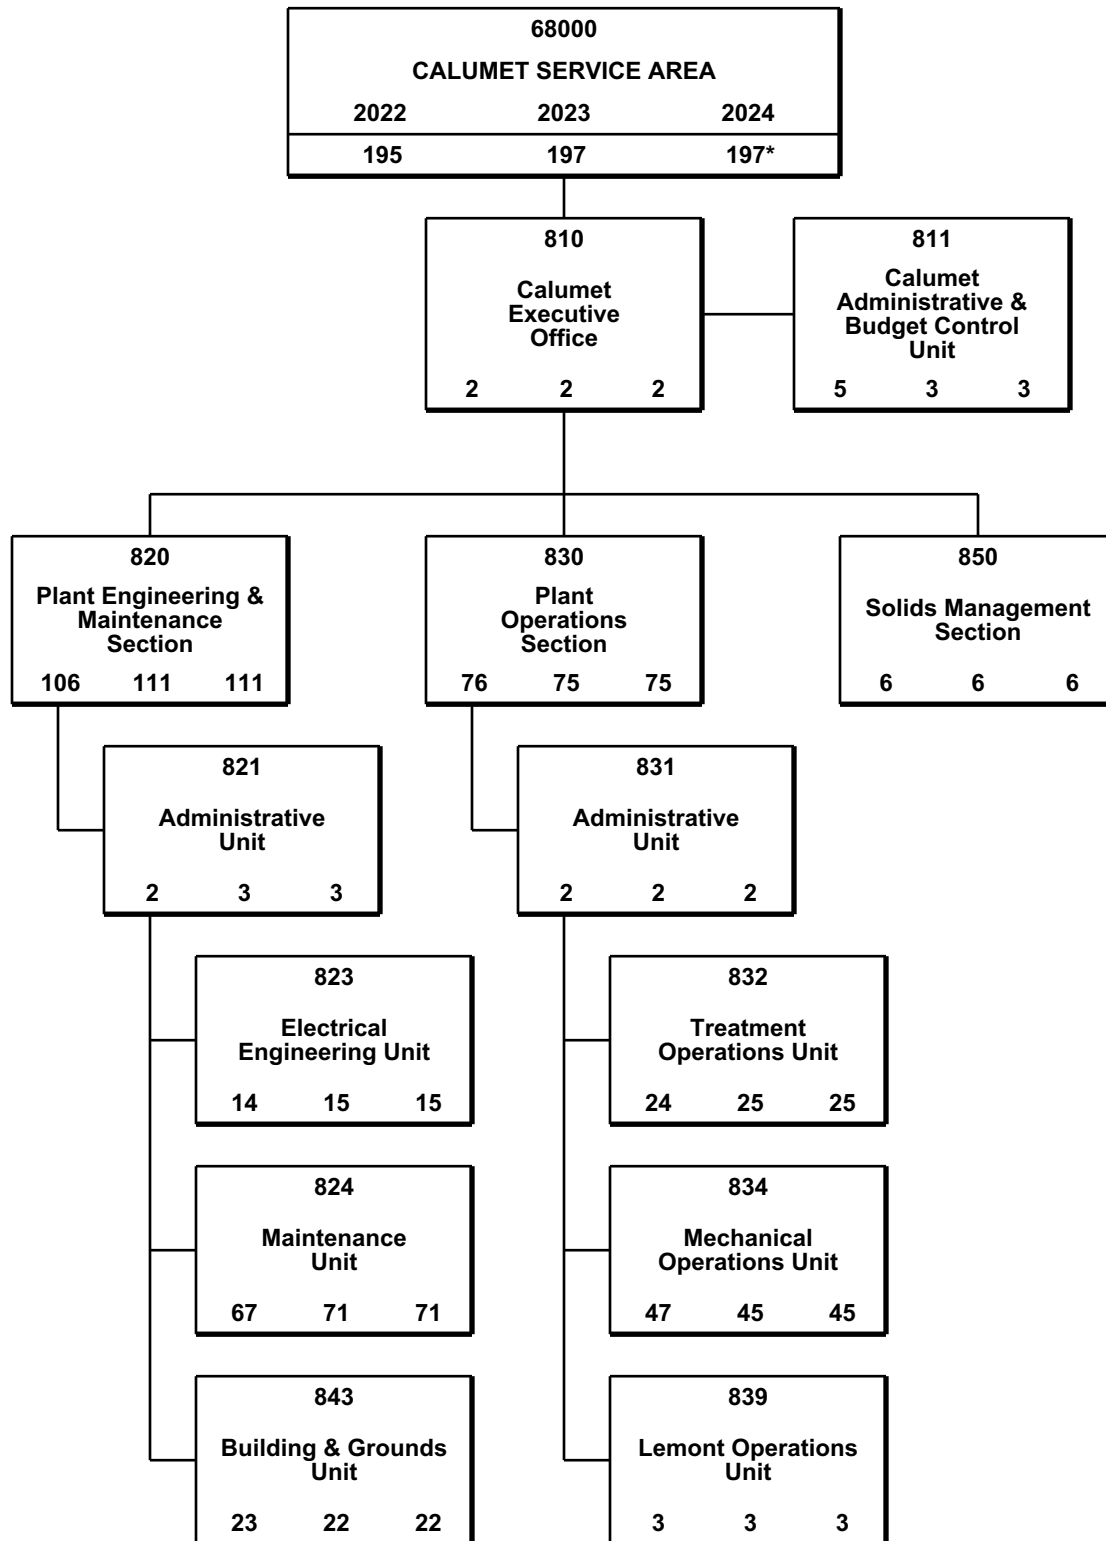 68000
CALUMET SERVICE AREA
2022 2023 2024
195 197 197*
810
Calumet
Executive
Office
2 2 2
811
Calumet
Administrative &
Budget Control
Unit
5 3 3
820
Plant Engineering &
Maintenance
Section
106 111 111
830
Plant
Operations
Section
76 75 75
850
Solids Management
Section
6 6 6
821
Administrative
Unit
2 3 3
831
Administrative
Unit
2 2 2
823
Electrical
Engineering Unit
14 15 15
832
Treatment
Operations Unit
24 25 25
824
Maintenance
Unit
67 71 71
834
Mechanical
Operations Unit
47 45 45
843
Building & Grounds
Unit
23 22 22
839
Lemont Operations
Unit
3 3 3